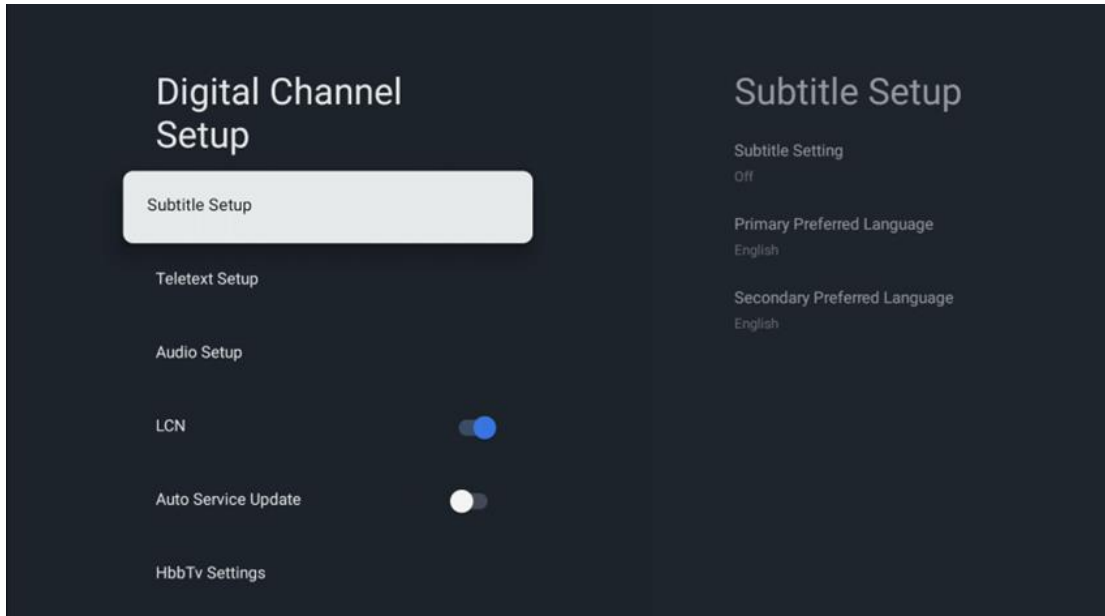 Digital Channel
Setup
Subtitle Setup
Teletext Setup
Audio Setup
LCN
Auto Service Update
HbbTv Settings
Subtitle Setup
Subtitle Setting
Off
Primary Preferred Language
English
Secondary Preferred Language
English